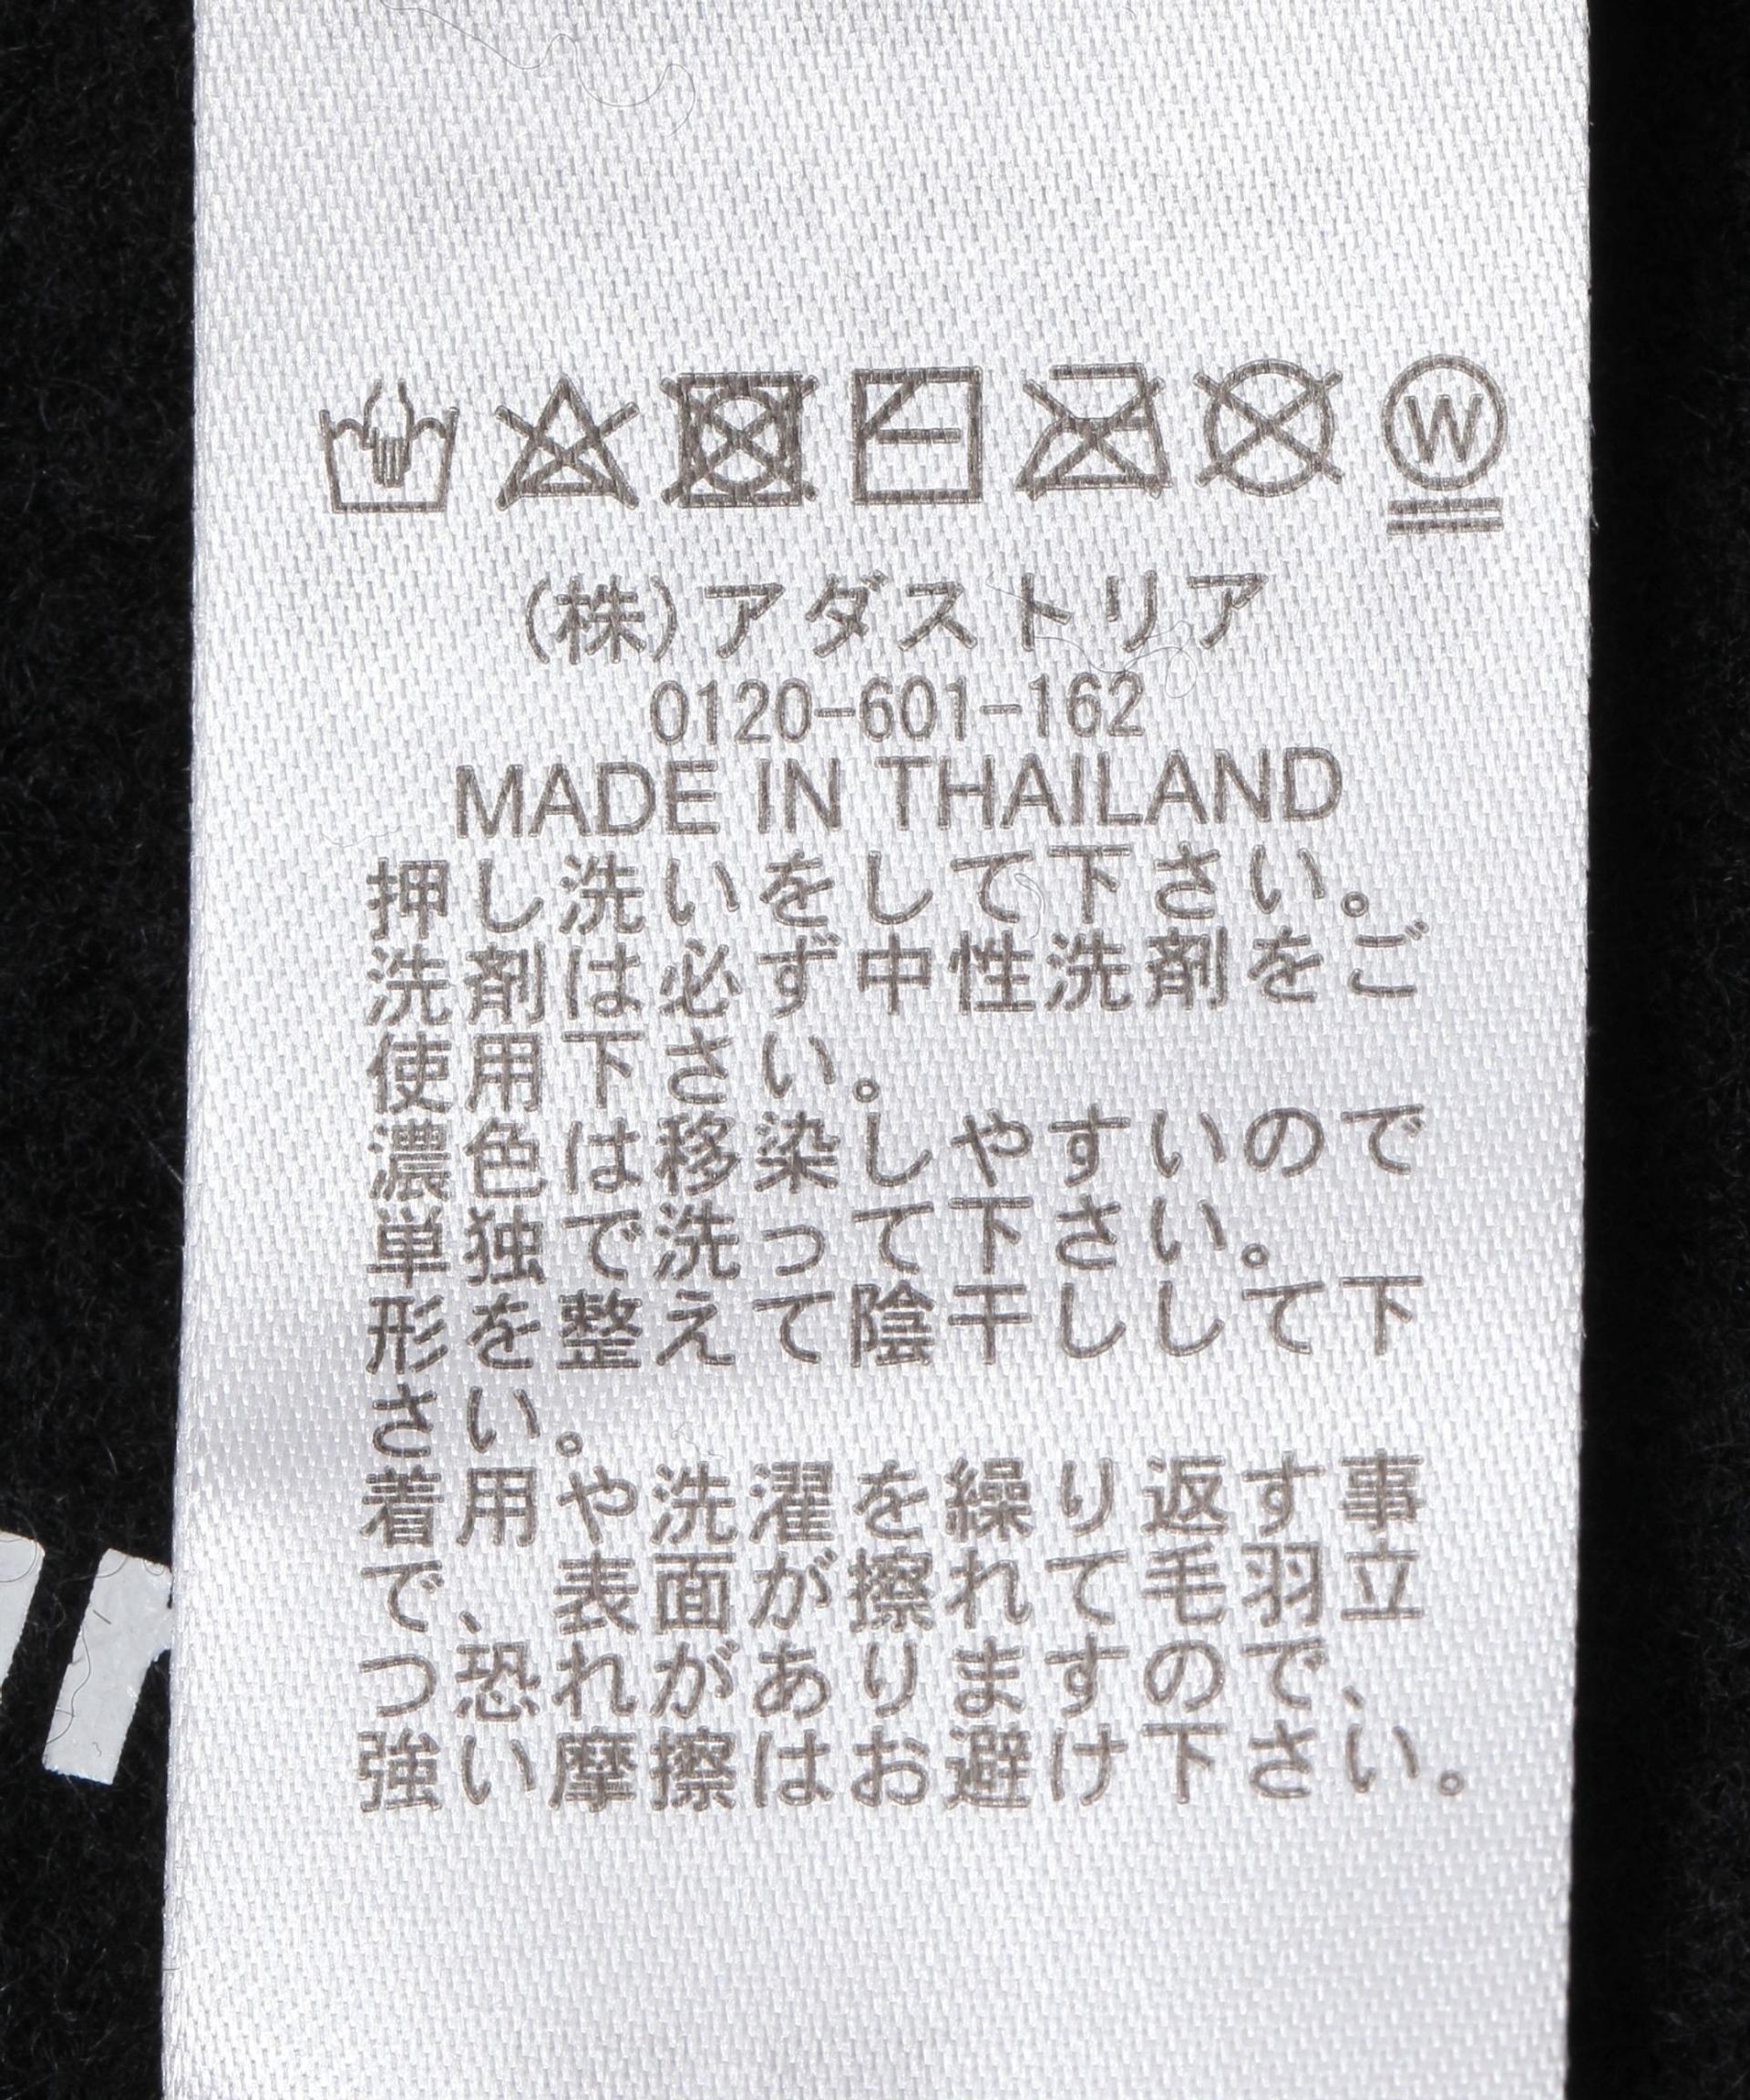 W
(株)アダストリア
0120-601-162
MADE IN THAILAND
押し洗いをして下さい。
洗剤は必ず中性洗剤をご
使用下さい。
濃色は移染しやすいので
単独で洗って下さい。
形を整えて陰干しして下
さい。
着用や洗濯を繰り返す事
で、表面が擦れて毛羽立
つ恐れがありますので、
強い摩擦はお避け下さい。